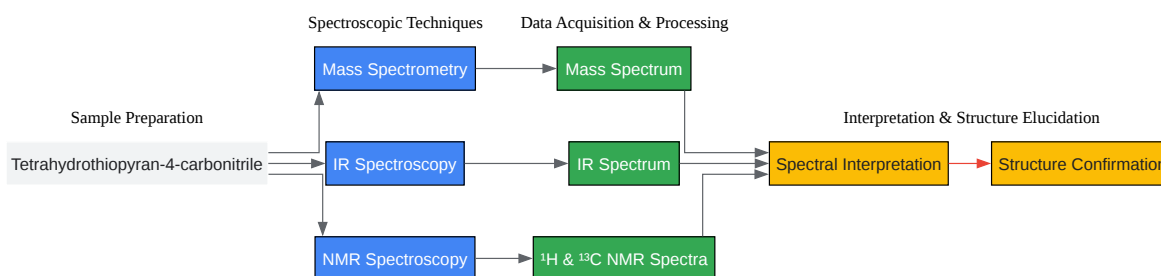 Spectroscopic Techniques
Data Acquisition & Processing
Mass Spectrometry
Mass Spectrum
Sample Preparation
Interpretation & Structure Elucidation
Tetrahydrothiopyran-4-carbonitrile
IR Spectroscopy
IR Spectrum
Spectral Interpretation
Structure Confirmation
NMR Spectroscopy
¹H & ¹³C NMR Spectra